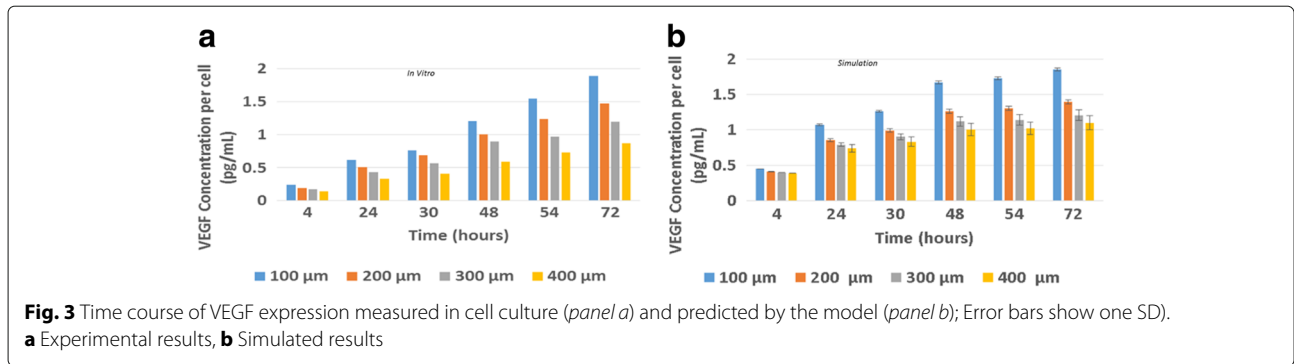 a
In Vitro
VEGF Concentration per cell
(pg/mL)
2
1.5
1
0.5
0
4 24 30 48 54 72
Time (hours)
100 µm 200 µm 300 µm 400 µm
b
Simulation
VEGF Concentration per cell
(pg/mL)
2
1.5
1
0.5
0
4 24 30 48 54 72
Time (hours)
100 µm 200 µm 300 µm 400 µm
Fig. 3 Time course of VEGF expression measured in cell culture (panel a) and predicted by the model (panel b); Error bars show one SD).
a Experimental results, b Simulated results